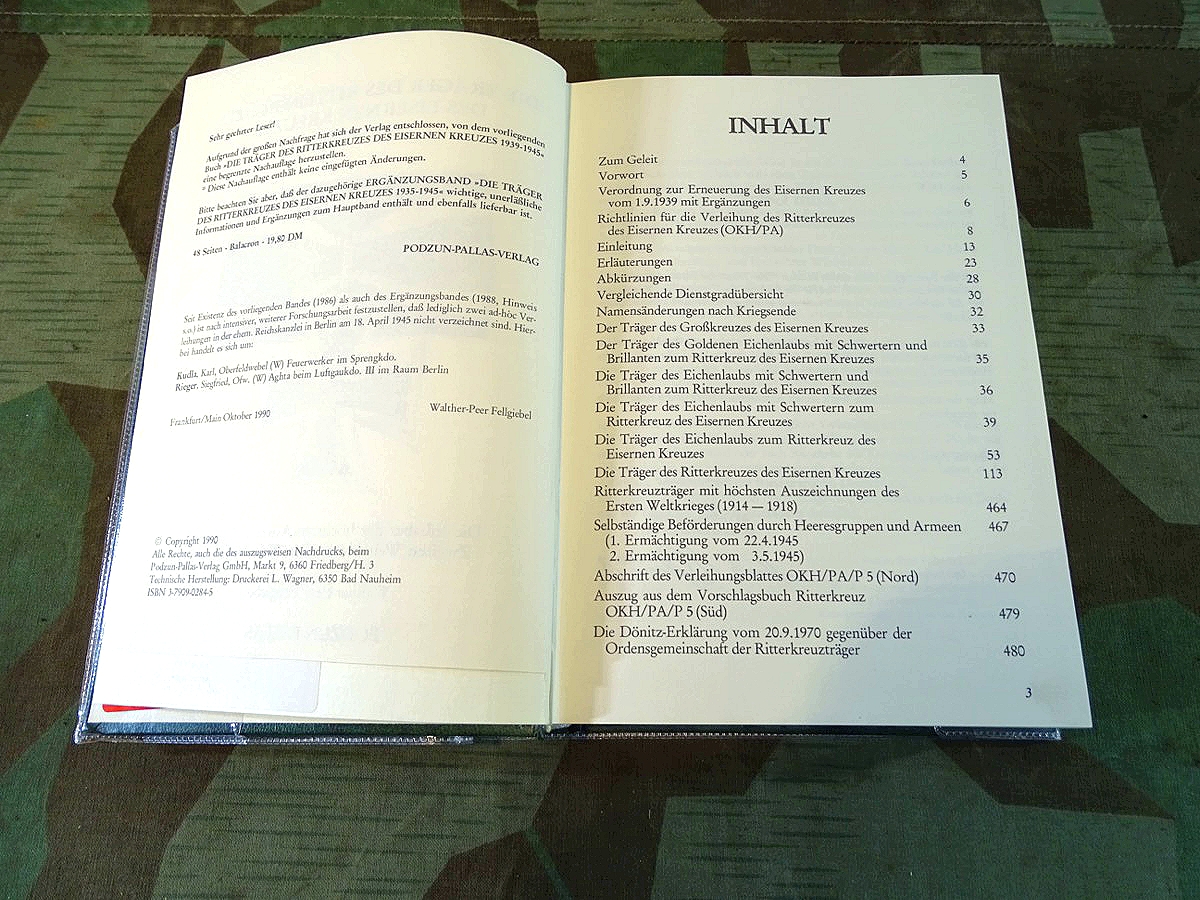 Sehr geehrter Leser!
Aufgrund der großen Nachfrage hat sich der Verlag entschlossen, von dem vorliegenden
Buch »DIE TRÄGER DES RITTERKREUZES DES EISERNEN KREUZES 1939-1945«
eine begrenzte Nachauflage herzustellen.
Diese Nachauflage enthält keine eingefügten Änderungen.
Bitte beachten Sie aber, daß der dazugehörige ERGÄNZUNGSBAND »DIE TRÄGER
DES RITTERKREUZES DES EISERNEN KREUZES 1935-1945« wichtige, unerläßliche
Informationen und Ergänzungen zum Hauptband enthält und ebenfalls lieferbar ist.
48 Seiten - Balacron - 19,80 DM
PODZUN-PALLAS-VERLAG
Seit Existenz des vorliegenden Bandes (1986) als auch des Ergänzungsbandes (1988, Hinweis
s.o.) ist nach intensiver, weiterer Forschungsarbeit festzustellen, daß lediglich zwei ad-hoc Ver-
leihungen in der ehem. Reichskanzlei in Berlin am 18. April 1945 nicht verzeichnet sind. Hier-
bei handelt es sich um:
Kudla, Karl, Oberfeldwebel (W) Feuerwerker im Sprengkdo.
Rieger, Siegfried, Ofw. (W) Aghta beim Luftgaukdo. III im Raum Berlin
Frankfurt/Main Oktober 1990
Walther-Peer Fellgiebel
© Copyright 1990
Alle Rechte, auch die des auszugsweisen Nachdrucks, beim
Podzun-Pallas-Verlag GmbH, Markt 9, 6360 Friedberg/H. 3
Technische Herstellung: Druckerei L. Wagner, 6350 Bad Nauheim
ISBN 3-7909-0284-5
INHALT
Zum Geleit 4
Vorwort 5
Verordnung zur Erneuerung des Eisernen Kreuzes
vom 1.9.1939 mit Ergänzungen 6
Richtlinien für die Verleihung des Ritterkreuzes
des Eisernen Kreuzes (OKH/PA) 8
Einleitung 13
Erläuterungen 23
Abkürzungen 28
Vergleichende Dienstgradübersicht 30
Namensänderungen nach Kriegsende 32
Der Träger des Großkreuzes des Eisernen Kreuzes 33
Der Träger des Goldenen Eichenlaubs mit Schwertern und
Brillanten zum Ritterkreuz des Eisernen Kreuzes 35
Die Träger des Eichenlaubs mit Schwertern und
Brillanten zum Ritterkreuz des Eisernen Kreuzes 36
Die Träger des Eichenlaubs mit Schwertern zum
Ritterkreuz des Eisernen Kreuzes 39
Die Träger des Eichenlaubs zum Ritterkreuz des
Eisernen Kreuzes 53
Die Träger des Ritterkreuzes des Eisernen Kreuzes 113
Ritterkreuzträger mit höchsten Auszeichnungen des
Ersten Weltkrieges (1914 — 1918) 464
Selbständige Beförderungen durch Heeresgruppen und Armeen 467
(1. Ermächtigung vom 22.4.1945
2. Ermächtigung vom 3.5.1945)
Abschrift des Verleihungsblattes OKH/PA/P 5 (Nord) 470
Auszug aus dem Vorschlagsbuch Ritterkreuz
OKH/PA/P 5 (Süd) 479
Die Dönitz-Erklärung vom 20.9.1970 gegenüber der
Ordensgemeinschaft der Ritterkreuzträger 480
3